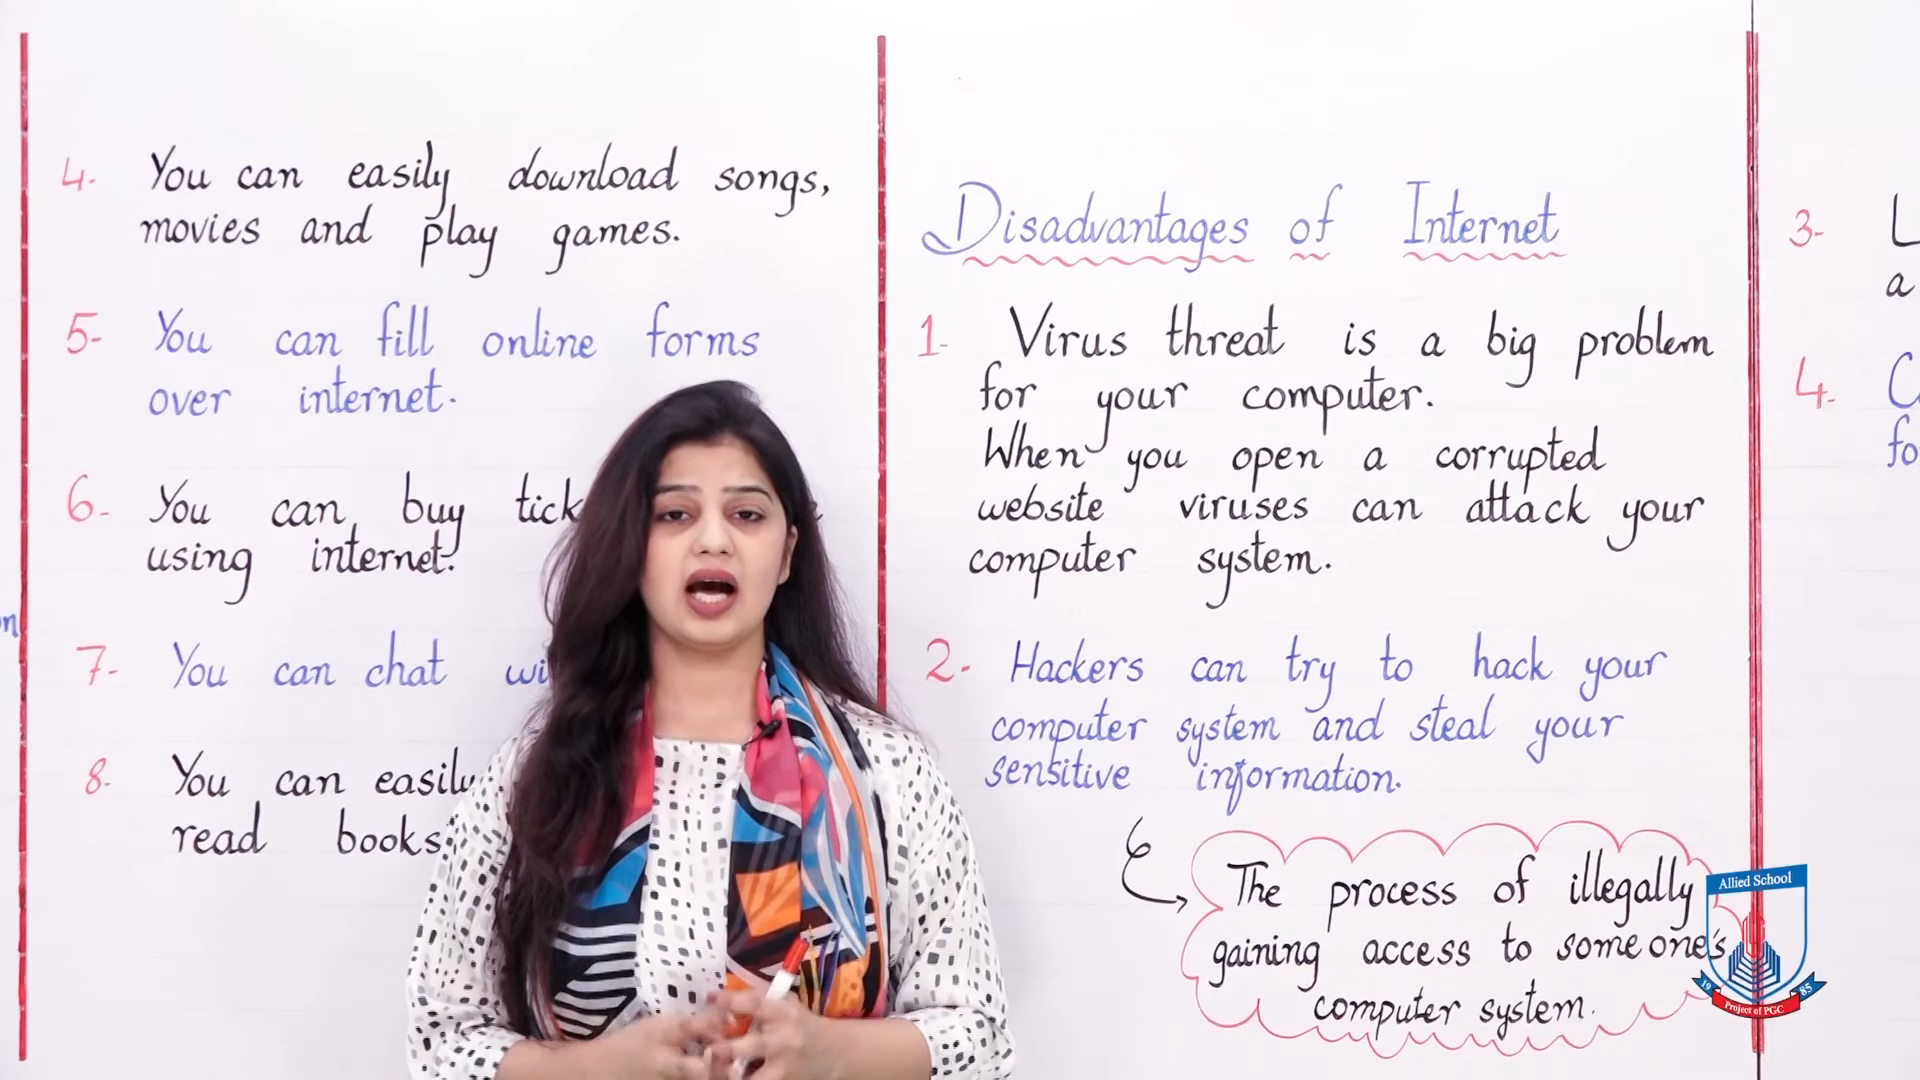 4- You can easily download songs,
movies and play games.
5- You can fill online forms
over internet.
6- You can buy
using internet.
7- You can chat
8- You can easily
read books
Disadvantages of Internet
1- Virus threat is a big problem
for your computer.
When you open a corrupted
website viruses can attack your
computer system.
2- Hackers can try to hack your
computer system and steal your
sensitive information.
The process of illegally
gaining access to someone's
computer system.
3-
a
4-
fo
Allied School
19 85
Project of PGC